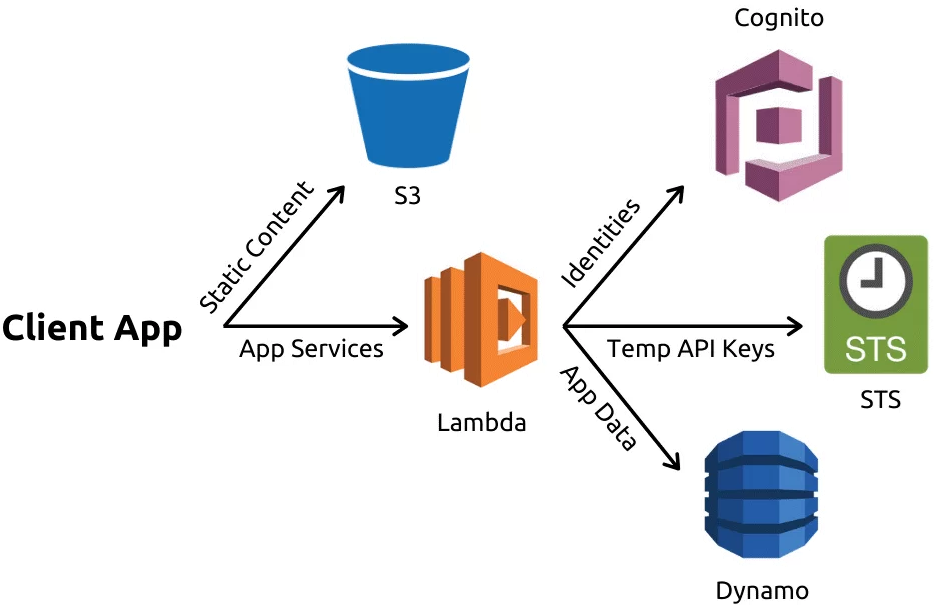 Cognito
S3
Static Content
Identities
Client App
App Services
Lambda
Temp API Keys
STS
STS
App Data
Dynamo